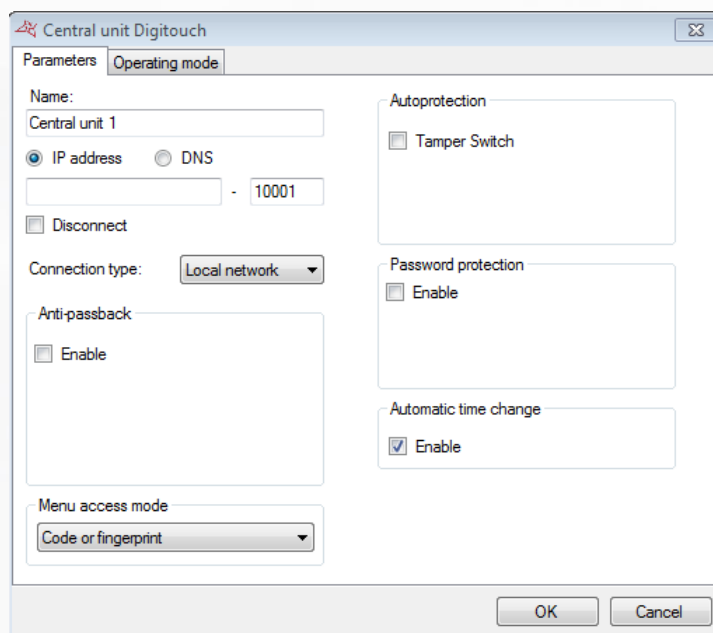 Central unit Digitouch
Parameters
Operating mode
Name:
Central unit 1
IP address
DNS
- 10001
Disconnect
Connection type: Local network
Anti-passback
Enable
Menu access mode
Code or fingerprint
Autoprotection
Tamper Switch
Password protection
Enable
Automatic time change
Enable
OK
Cancel